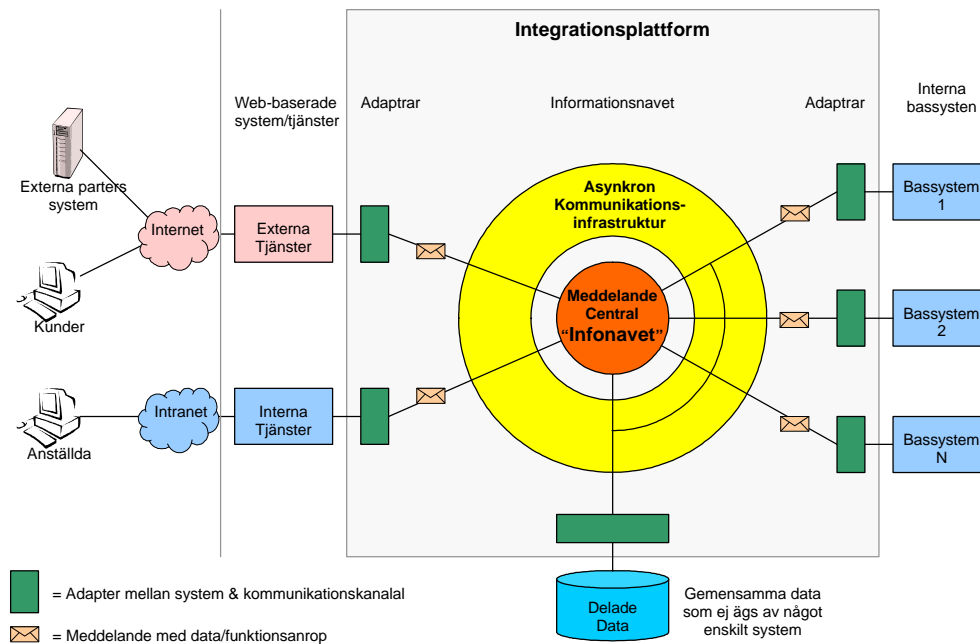 Integrationsplattform
Web-baserade
system/tjänster
Adaptrar
Informationsnavet
Adaptrar
Interna
bassysten
Externa parters
system
Internet
Externa
Tjänster
Kunder
Asynkron
Kommunikations-
infrastruktur
Meddelande
Central
“Infonavet”
Bassystem
1
Bassystem
2
Bassystem
N
Anställda
Intranet
Interna
Tjänster
= Adapter mellan system & kommunikationskanalal
= Meddelande med data/funktionsanrop
Delade
Data
Gemensamma data
som ej ägs av något
enskilt system